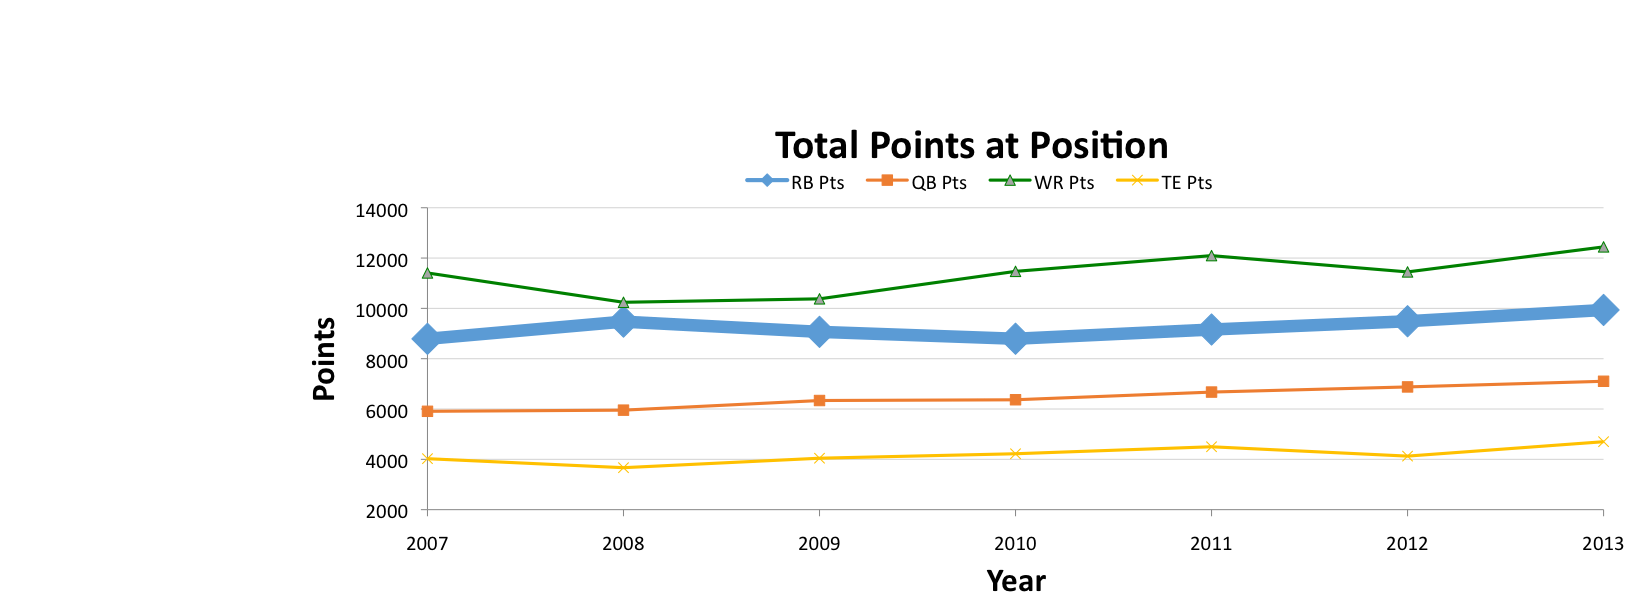 Total Points at Position
RB Pts QB Pts WR Pts TE Pts
14000
12000
10000
8000
6000
4000
2000
Points
2007 2008 2009 2010 2011 2012 2013
Year